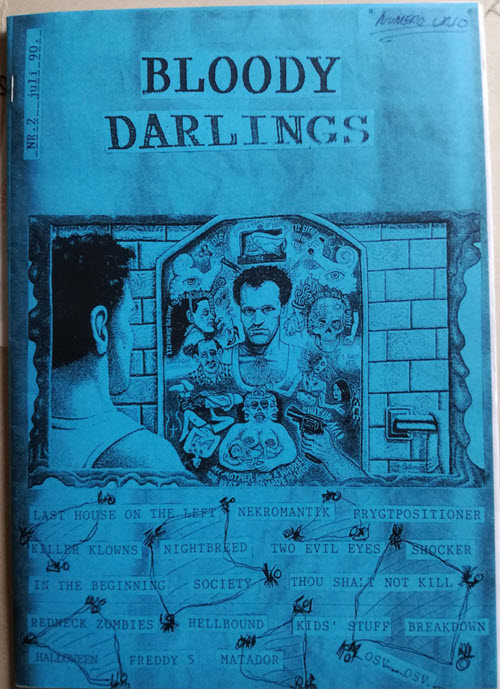 "NUMERO UNO"
NR.2 juli 90.
BLOODY
DARLINGS
LAST HOUSE ON THE LEFT NEKROMANTIK FRYGTPOSITIONER
KILLER KLOWNS NIGHTBREED TWO EVIL EYES SHOCKER
IN THE BEGINNING SOCIETY THOU SHALT NOT KILL
REDNECK ZOMBIES HELLBOUND KIDS' STUFF BREAKDOWN
HALLOWEEN FREDDY 5 MATADOR OSV....OSV.